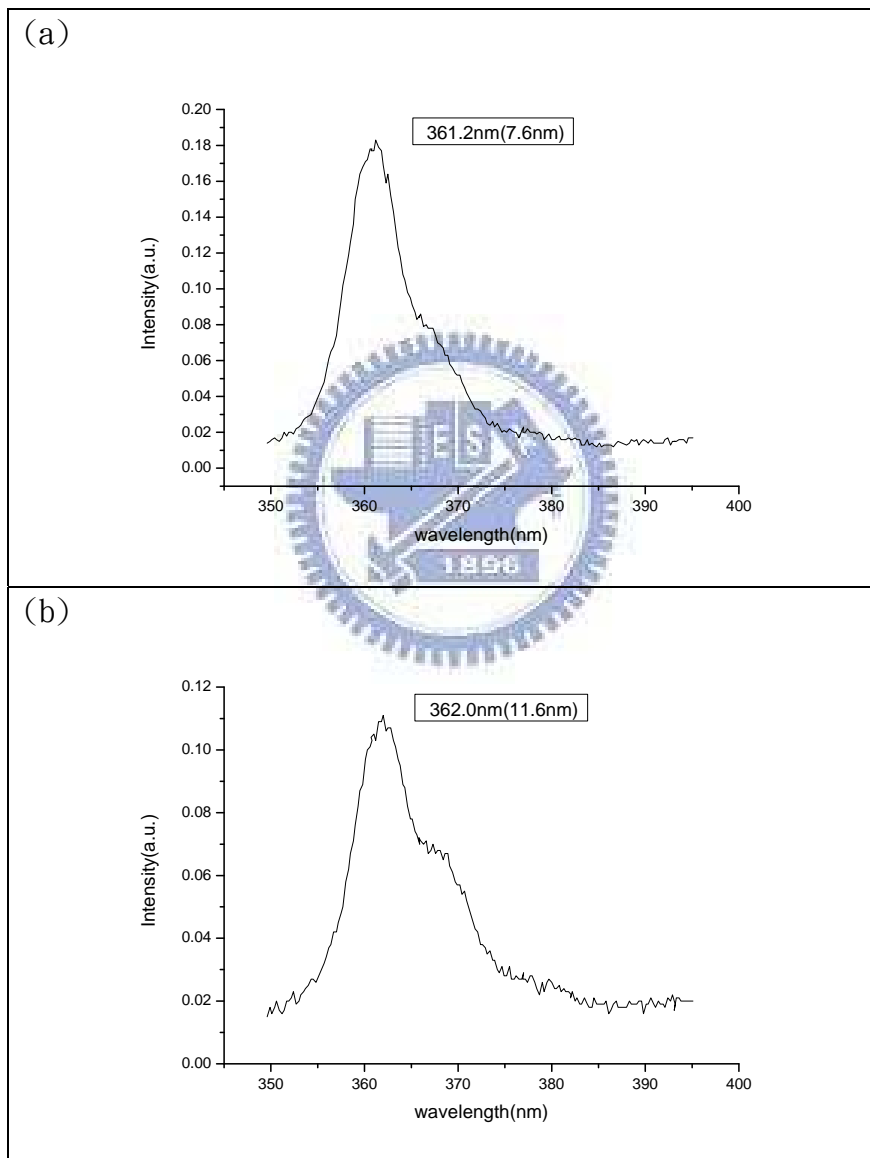 (a)
361.2nm(7.6nm)
0.20
0.18
0.16
0.14
0.12
0.10
0.08
0.06
0.04
0.02
0.00
Intensity(a.u.)
350 360 370 380 390 400
wavelength(nm)
ES
1896
(b)
362.0nm(11.6nm)
0.12
0.10
0.08
0.06
0.04
0.02
0.00
Intensity(a.u.)
350 360 370 380 390 400
wavelength(nm)